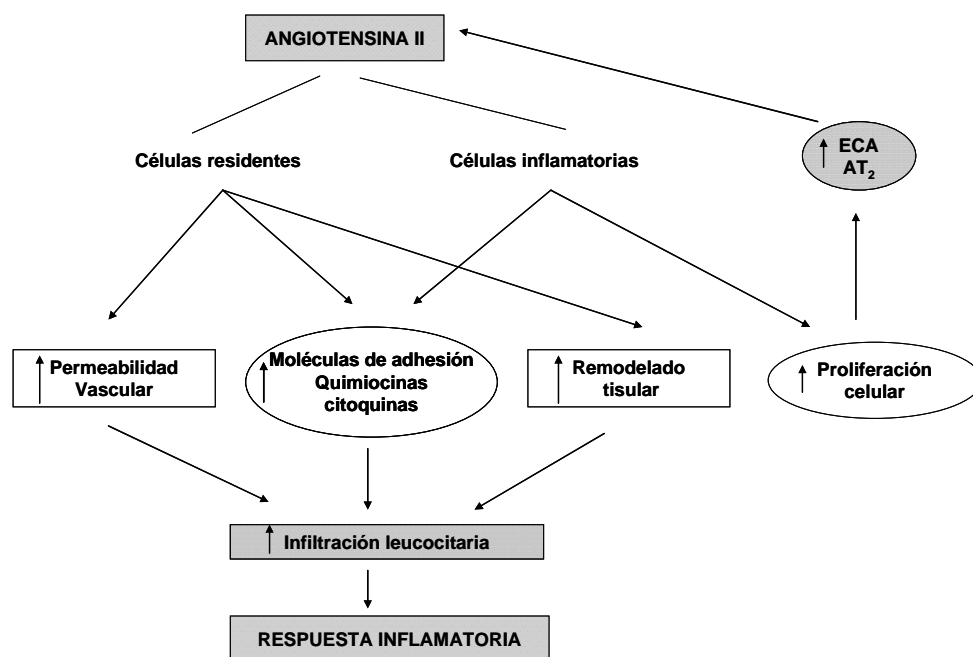 ANGIOTENSINA II
ECA
AT₂
Células residentes
Células inflamatorias
Permeabilidad
Vascular
Moléculas de adhesión
Quimiocinas
citoquinas
Remodelado
tisular
Proliferación
celular
Infiltración leucocitaria
RESPUESTA INFLAMATORIA